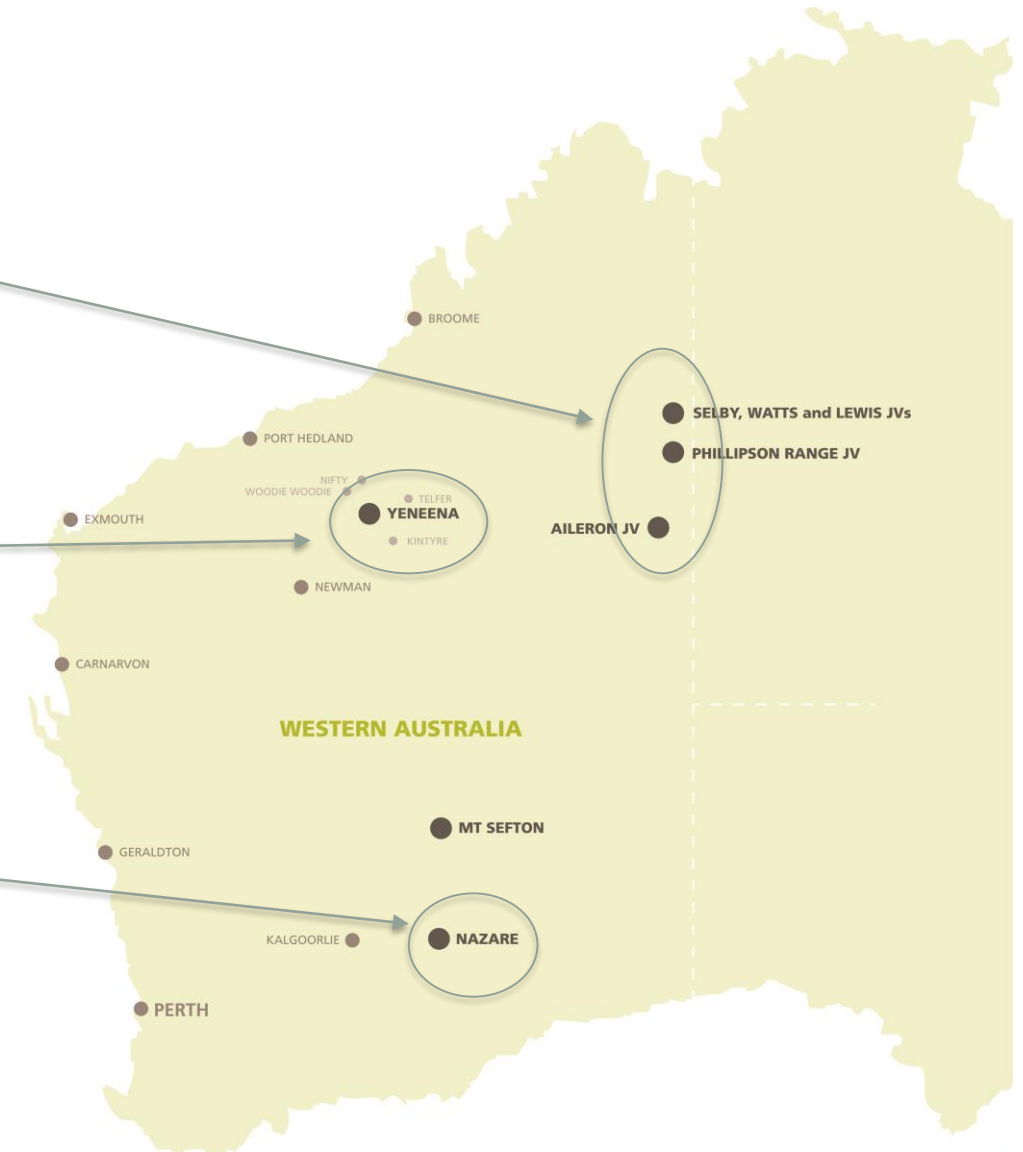 BROOME
SELBY, WATTS and LEWIS JVs
PORT HEDLAND
PHILLIPSON RANGE JV
NIFTY
WOODIE WOODIE
TELFER
YENEENA
EXMOUTH
AILERON JV
KINTYRE
NEWMAN
CARNARVON
WESTERN AUSTRALIA
MT SEFTON
GERALDTON
KALGOORLIE
NAZARE
PERTH